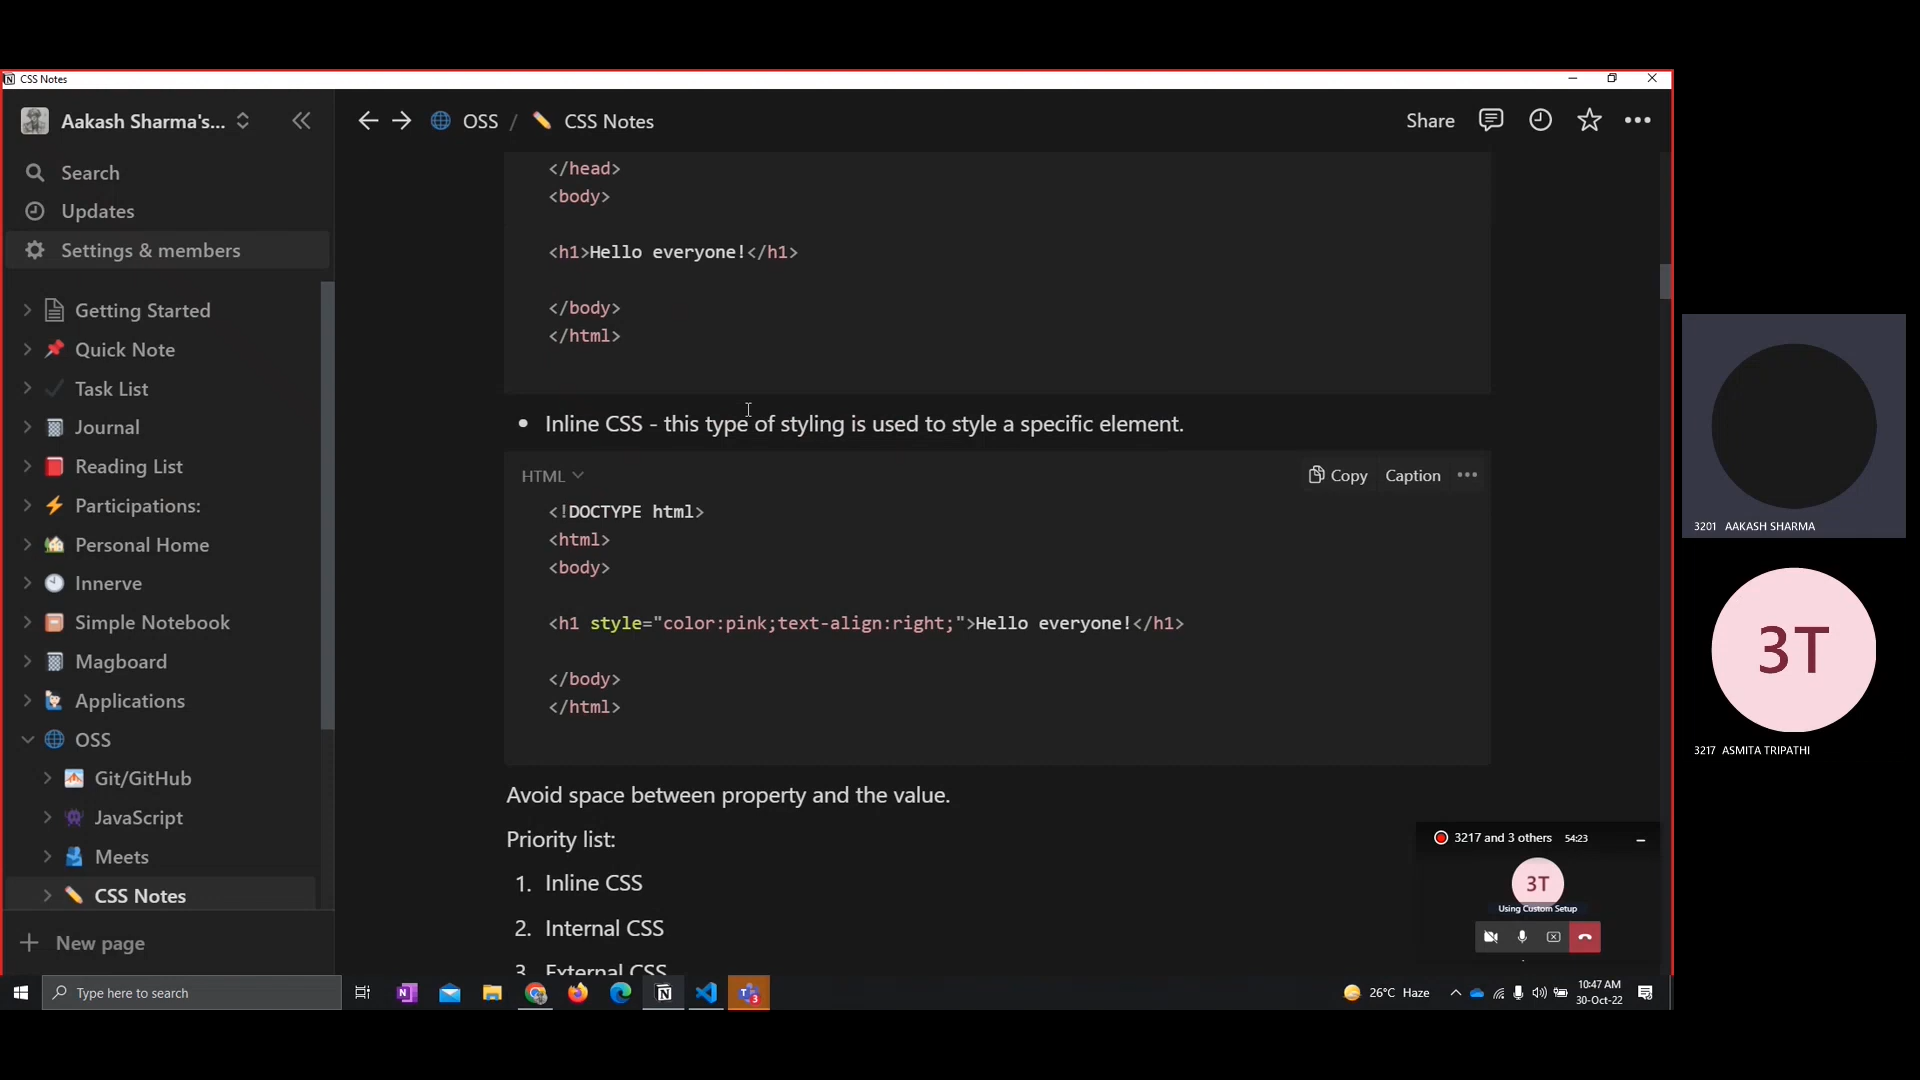 CSS Notes
Aakash Sharma's...
OSS / CSS Notes
Share
Search
Updates
Settings & members
Getting Started
Quick Note
Task List
Journal
Reading List
Participations:
Personal Home
Innerve
Simple Notebook
Magboard
Applications
OSS
Git/GitHub
JavaScript
Meets
CSS Notes
New page
</head>
<body>
<h1>Hello everyone!</h1>
</body>
</html>
• Inline CSS - this type of styling is used to style a specific element.
HTML
Copy Caption
<!DOCTYPE html>
<html>
<body>
<h1 style="color:pink;text-align:right;">Hello everyone!</h1>
</body>
</html>
Avoid space between property and the value.
Priority list:
1. Inline CSS
2. Internal CSS
3. External CSS
3217 and 3 others 54:23
3T
Using Custom Setup
3201 AAKASH SHARMA
3T
3217 ASMITA TRIPATHI
Type here to search
26°C Haze
10:47 AM
30-Oct-22